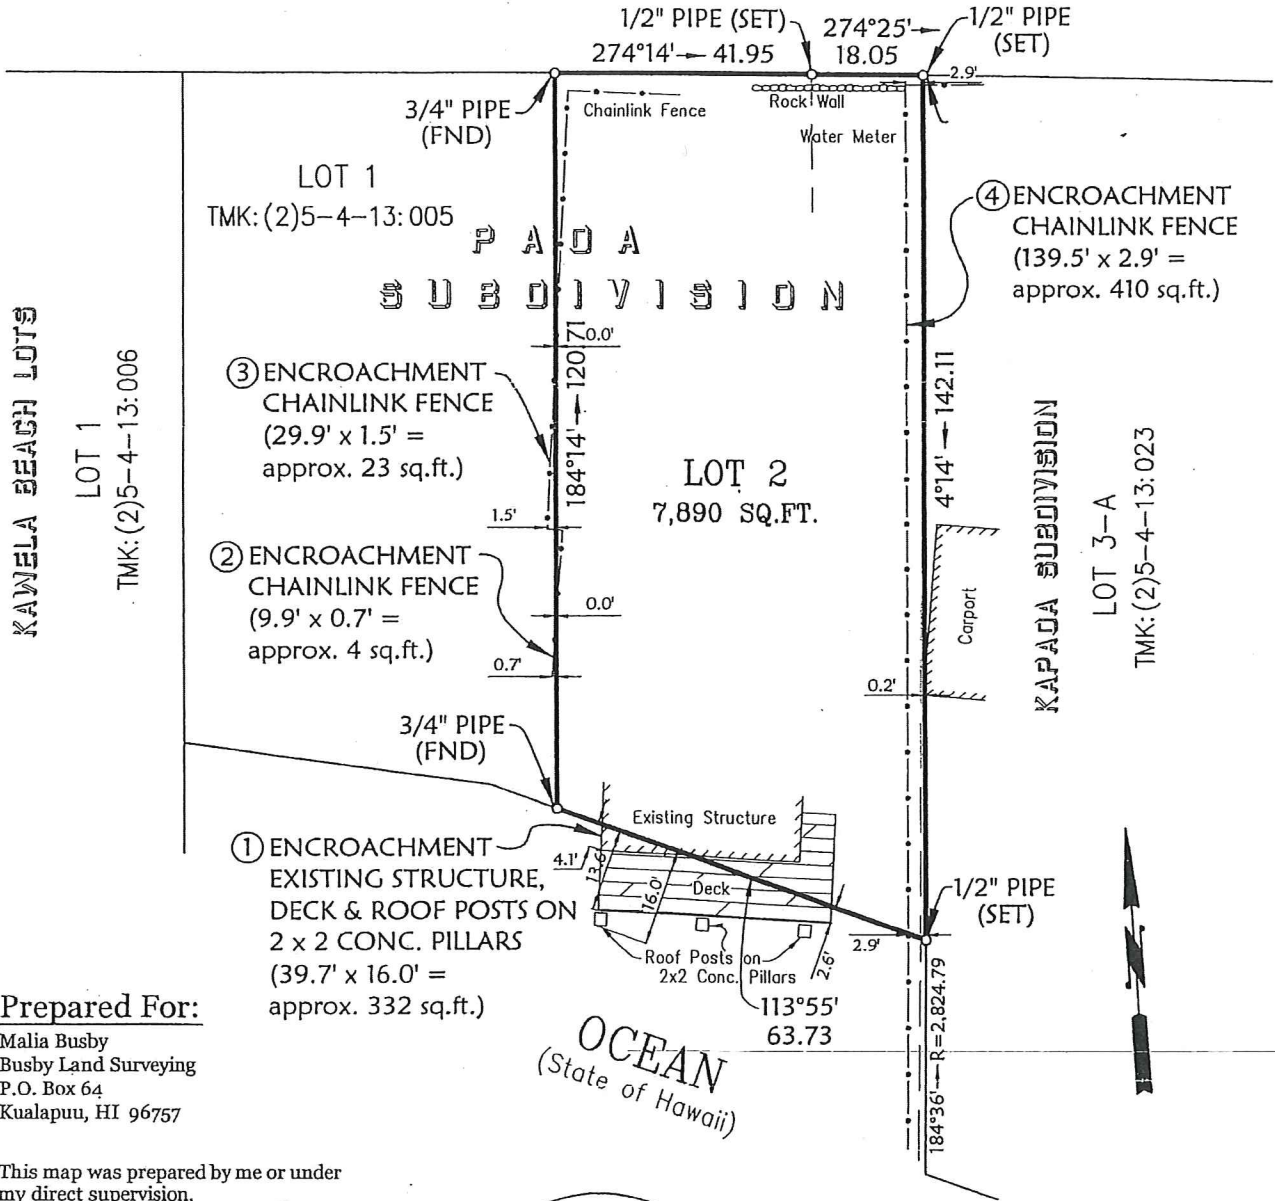 1/2" PIPE (SET)
274°25'
18.05
1/2" PIPE
(SET)
274°14' 41.95
2.9'
3/4" PIPE
(FND)
Chainlink Fence
Rock Wall
Water Meter
LOT 1
TMK: (2)5-4-13: 005
PADA
SUBDIVISION
④ ENCROACHMENT
CHAINLINK FENCE
(139.5' x 2.9' =
approx. 410 sq.ft.)
KAWELA BEACH LOTS
LOT 1
TMK: (2)5-4-13: 006
0.0'
③ ENCROACHMENT
CHAINLINK FENCE
(29.9' x 1.5' =
approx. 23 sq.ft.)
184°14' 120.71
4°14' 142.11
LOT 2
7,890 SQ.FT.
KAPADA SUBDIVISION
LOT 3-A
TMK: (2)5-4-13: 023
1.5'
② ENCROACHMENT
CHAINLINK FENCE
(9.9' x 0.7' =
approx. 4 sq.ft.)
0.0'
Carport
0.7'
0.2'
3/4" PIPE
(FND)
Existing Structure
① ENCROACHMENT
EXISTING STRUCTURE,
DECK & ROOF POSTS ON
2 x 2 CONC. PILLARS
(39.7' x 16.0' =
approx. 332 sq.ft.)
4.1'
13.6'
16.0'
Deck
1/2" PIPE
(SET)
2.9'
2.6'
Roof Posts on
2x2 Conc. Pillars
113°55'
63.73
184°36' R=2,824.79
N
OCEAN
(State of Hawaii)
Prepared For:
Malia Busby
Busby Land Surveying
P.O. Box 64
Kualapuu, HI 96757
This map was prepared by me or under
my direct supervision.